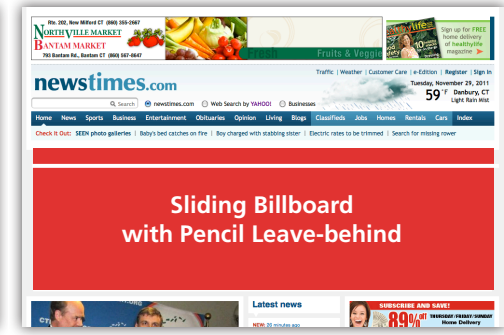 Rte. 202, New Milford CT (860) 355-2667
NORTHVILLE MARKET
BANTAM MARKET
793 Bantam Rd., Bantam CT (860) 567-8647
Fresh Fruits & Veggie
Sign up for FREE
home delivery
of healthylife
magazine
newstimes.com
Traffic | Weather | Customer Care | e-Edition | Register | Sign In
Tuesday, November 29, 2011
59 °F Danbury, CT
Light Rain Mist
Search newstimes.com Web Search by YAHOO! Businesses
Home News Sports Business Entertainment Obituaries Opinion Living Blogs Classifieds Jobs Homes Rentals Cars Index
Check it Out: SEEN photo galleries | Baby's bed catches on fire | Boy charged with stabbing sister | Electric rates to be trimmed | Search for missing rower
Sliding Billboard
with Pencil Leave-behind
Latest news
NEW: 20 minutes ago
SUBSCRIBE AND SAVE!
89% off THURSDAY/FRIDAY/SUNDAY
Home Delivery